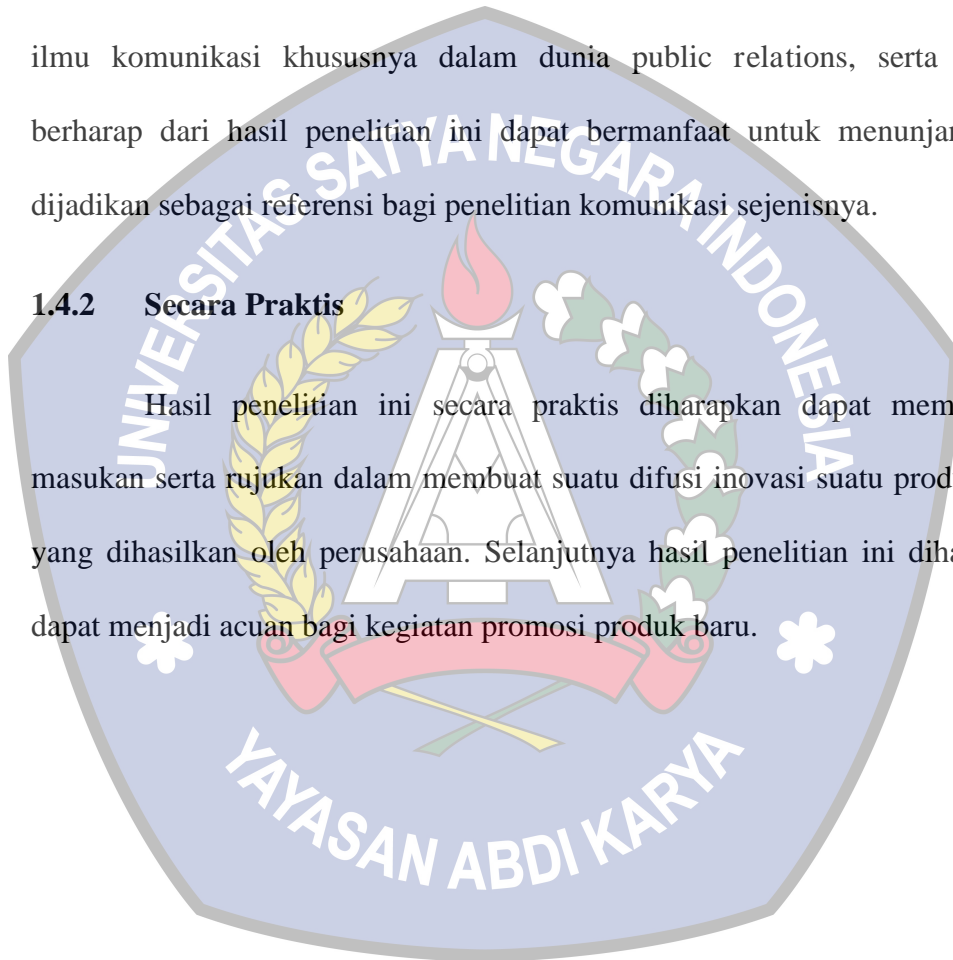 ilmu komunikasi khususnya dalam dunia public relations, serta
berharap dari hasil penelitian ini dapat bermanfaat untuk menunjan
dijadikan sebagai referensi bagi penelitian komunikasi sejenisnya.
1.4.2 Secara Praktis
Hasil penelitian ini secara praktis diharapkan dapat mem
masukan serta rujukan dalam membuat suatu difusi inovasi suatu prod
yang dihasilkan oleh perusahaan. Selanjutnya hasil penelitian ini diha
dapat menjadi acuan bagi kegiatan promosi produk baru.
UNIVERSITAS SATYA NEGARA INDONESIA
YAYASAN ABDI KARYA